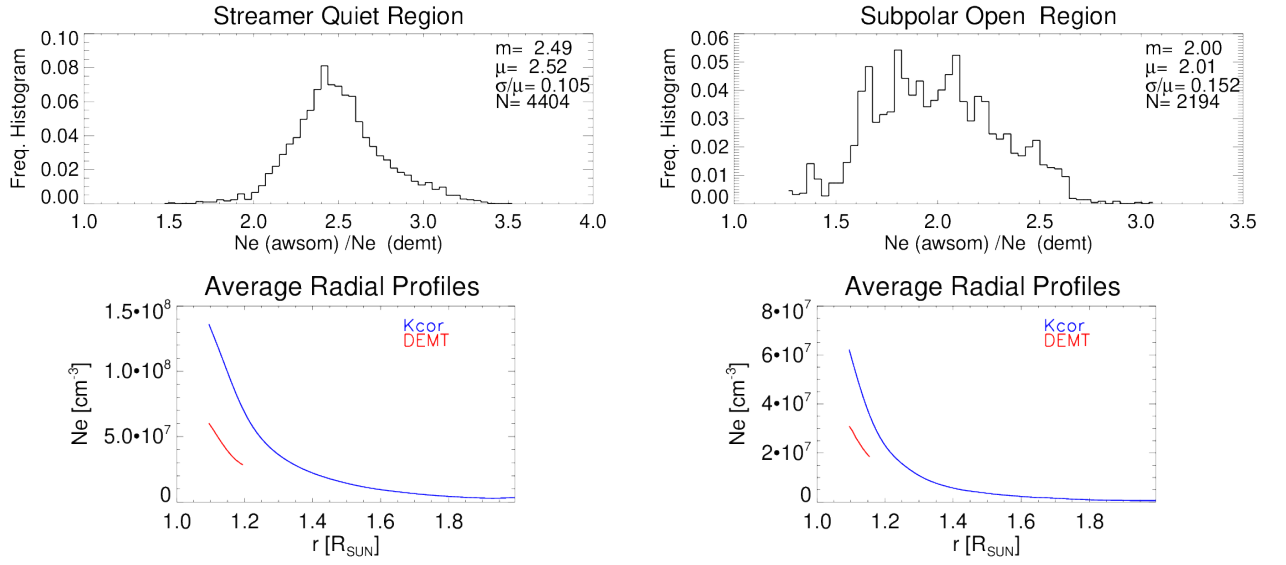 Streamer Quiet Region
Freq. Histogram
0.10
0.08
0.06
0.04
0.02
0.00
m= 2.49
μ= 2.52
σ/μ= 0.105
N= 4404
1.0 1.5 2.0 2.5 3.0 3.5 4.0
Ne (awsom) /Ne (demt)
Subpolar Open Region
Freq. Histogram
0.06
0.05
0.04
0.03
0.02
0.01
0.00
m= 2.00
μ= 2.01
σ/μ= 0.152
N= 2194
1.0 1.5 2.0 2.5 3.0 3.5
Ne (awsom) /Ne (demt)
Average Radial Profiles
Ne [cm⁻³]
1.5•10⁸
1.0•10⁸
5.0•10⁷
0
Kcor
DEMT
1.0 1.2 1.4 1.6 1.8
r [R_SUN]
Average Radial Profiles
Ne [cm⁻³]
8•10⁷
6•10⁷
4•10⁷
2•10⁷
0
Kcor
DEMT
1.0 1.2 1.4 1.6 1.8
r [R_SUN]